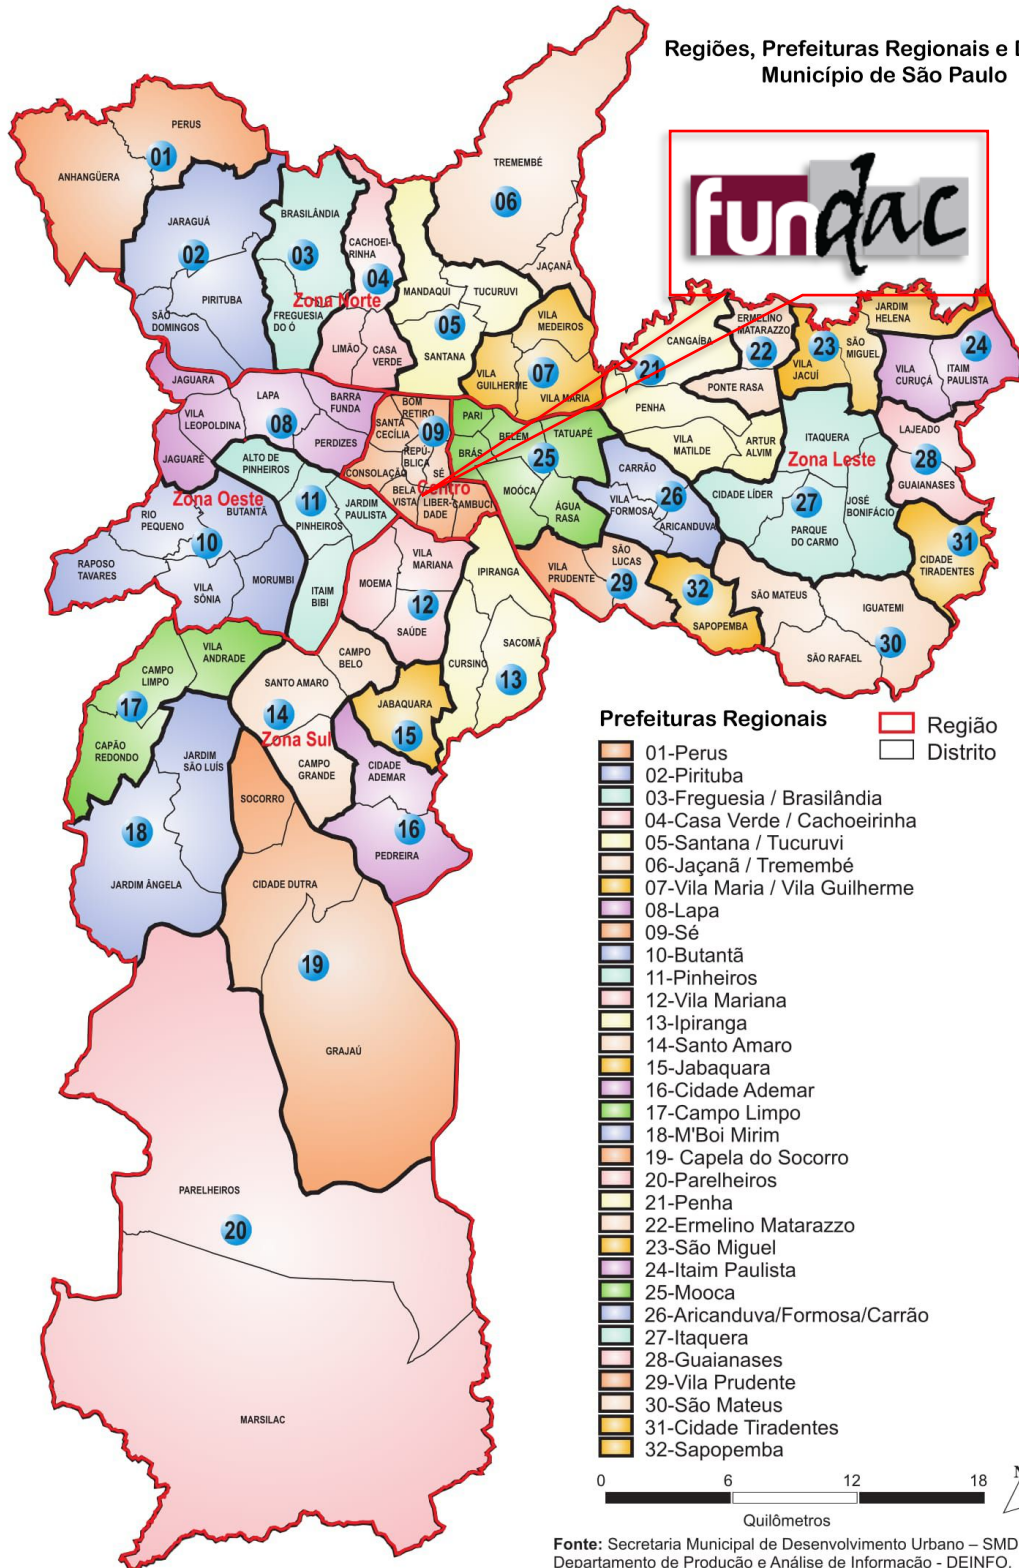 Regiões, Prefeituras Regionais e D
Município de São Paulo
fundac
PERUS
01
ANHANGÜERA
TREMEMBÉ
06
JAÇANÃ
JARAGUÁ
02
PIRITUBA
SÃO
DOMINGOS
BRASILÂNDIA
03
Zona Norte
FREGUESIA
DO Ó
CACHOEI-
RINHA
04
LIMÃO
CASA
VERDE
MANDAQUI
TUCURUVI
05
SANTANA
VILA
MEDEIROS
07
VILA
GUILHERME
VILA MARIA
CANGAÍBA
21
PENHA
VILA
MATILDE
ARTUR
ALVIM
ERMELINO
MATARAZZO
22
PONTE RASA
JARDIM
HELENA
23
SÃO
MIGUEL
VILA
JACUÍ
24
VILA
CURUÇÁ
ITAIM
PAULISTA
JAGUARA
LAPA
BARRA
FUNDA
VILA
LEOPOLDINA
08
PERDIZES
JAGUARÉ
BOM
RETIRO
SANTA
CECÍLIA
09
REPÚ-
BLICA
SÉ
CONSOLAÇÃO
Centro
BELA
VISTA
LIBER-
DADE
CAMBUCI
PARI
BELÉM
TATUAPÉ
BRÁS
25
MOÓCA
ÁGUA
RASA
CARRÃO
26
VILA
FORMOSA
ARICANDUVA
ITAQUERA
Zona Leste
CIDADE LÍDER
27
JOSÉ
BONIFÁCIO
PARQUE
DO CARMO
LAJEADO
28
GUAIANASES
31
CIDADE
TIRADENTES
ALTO DE
PINHEIROS
11
PINHEIROS
JARDIM
PAULISTA
ITAIM
BIBI
Zona Oeste
RIO
PEQUENO
BUTANTÃ
10
RAPOSO
TAVARES
VILA
SÔNIA
MORUMBI
VILA
MARIANA
MOEMA
12
SAÚDE
IPIRANGA
SACOMÃ
CURSINO
13
VILA
PRUDENTE
SÃO
LUCAS
29
32
SAPOPEMBA
SÃO MATEUS
IGUATEMI
30
SÃO RAFAEL
VILA
ANDRADE
CAMPO
LIMPO
17
CAPÃO
REDONDO
CAMPO
BELO
SANTO AMARO
14
Zona Sul
CAMPO
GRANDE
JABAQUARA
15
CIDADE
ADEMAR
16
PEDREIRA
JARDIM
SÃO LUÍS
18
JARDIM ÂNGELA
SOCORRO
CIDADE DUTRA
19
GRAJAÚ
PARELHEIROS
20
MARSILAC
Prefeituras Regionais
Região
Distrito
01-Perus
02-Pirituba
03-Freguesia / Brasilândia
04-Casa Verde / Cachoeirinha
05-Santana / Tucuruvi
06-Jaçanã / Tremembé
07-Vila Maria / Vila Guilherme
08-Lapa
09-Sé
10-Butantã
11-Pinheiros
12-Vila Mariana
13-Ipiranga
14-Santo Amaro
15-Jabaquara
16-Cidade Ademar
17-Campo Limpo
18-M'Boi Mirim
19- Capela do Socorro
20-Parelheiros
21-Penha
22-Ermelino Matarazzo
23-São Miguel
24-Itaim Paulista
25-Mooca
26-Aricanduva/Formosa/Carrão
27-Itaquera
28-Guaianases
29-Vila Prudente
30-São Mateus
31-Cidade Tiradentes
32-Sapopemba
0 6 12 18
Quilômetros
N
Fonte: Secretaria Municipal de Desenvolvimento Urbano – SMD
Departamento de Produção e Análise de Informação - DEINFO.